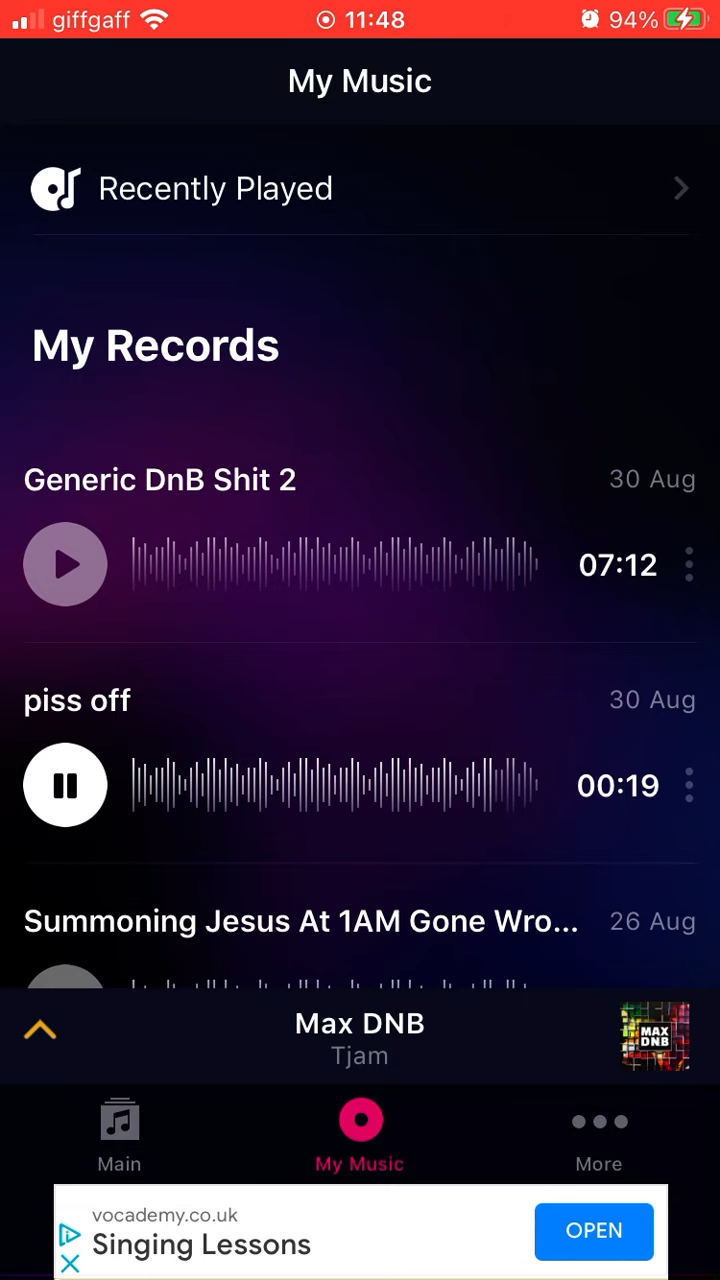 giffgaff 11:48 94%
My Music
Recently Played
My Records
Generic DnB Shit 2 30 Aug
07:12
piss off 30 Aug
00:19
Summoning Jesus At 1AM Gone Wro... 26 Aug
Max DNB
Tjam
MAX
DNB
Main My Music More
vocademy.co.uk
Singing Lessons
OPEN